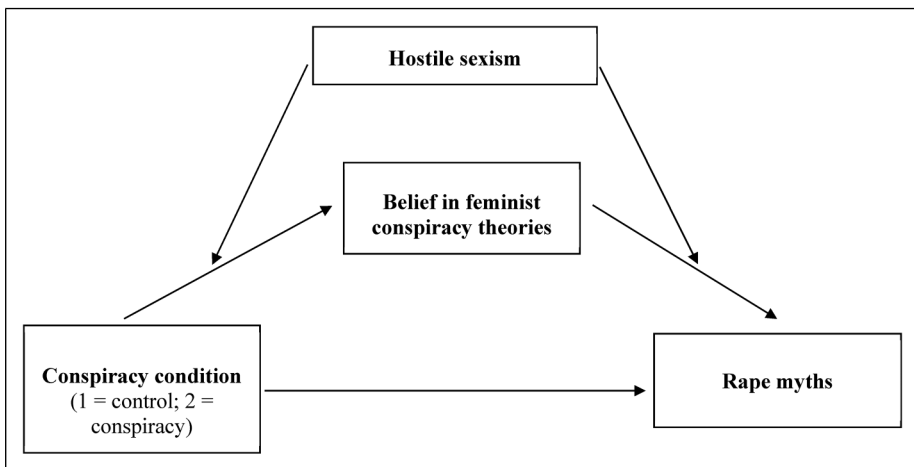 Hostile sexism
Belief in feminist
conspiracy theories
Conspiracy condition
(1 = control; 2 =
conspiracy)
Rape myths